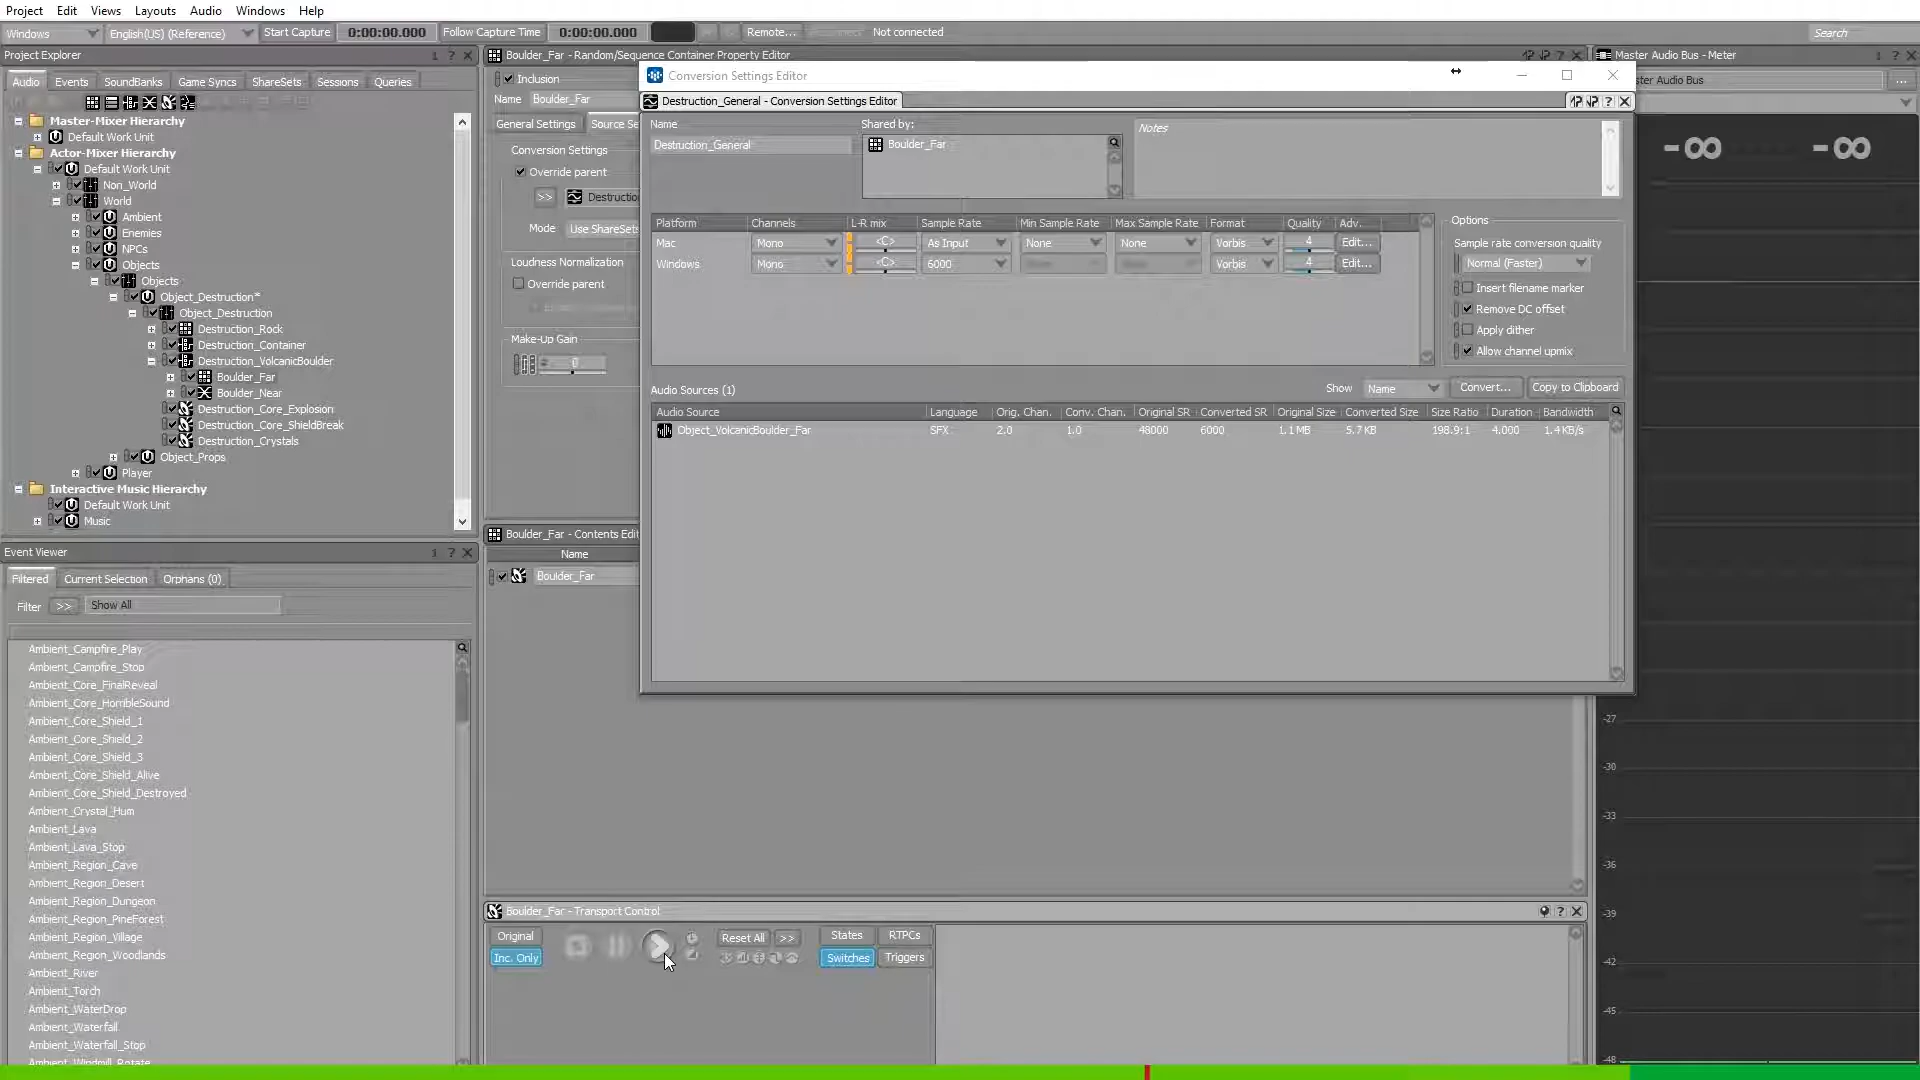 Project Edit Views Layouts Audio Windows Help
Windows English(US) (Reference) Start Capture 0:00:00.000 Follow Capture Time 0:00:00.000 Remote... Not connected Search
Project Explorer
Audio Events SoundBanks Game Syncs ShareSets Sessions Queries
Master-Mixer Hierarchy
Default Work Unit
Actor-Mixer Hierarchy
Default Work Unit
Non_World
World
Ambient
Enemies
NPCs
Objects
Objects
Object_Destruction*
Object_Destruction
Destruction_Rock
Destruction_Container
Destruction_VolcanicBoulder
Boulder_Far
Boulder_Near
Destruction_Core_Explosion
Destruction_Core_ShieldBreak
Destruction_Crystals
Object_Props
Player
Interactive Music Hierarchy
Default Work Unit
Music
Event Viewer
Filtered Current Selection Orphans (0)
Filter >> Show All
Ambient_Campfire_Play
Ambient_Campfire_Stop
Ambient_Core_FinalReveal
Ambient_Core_HorribleSound
Ambient_Core_Shield_1
Ambient_Core_Shield_2
Ambient_Core_Shield_3
Ambient_Core_Shield_Alive
Ambient_Core_Shield_Destroyed
Ambient_Crystal_Hum
Ambient_Lava
Ambient_Lava_Stop
Ambient_Region_Cave
Ambient_Region_Desert
Ambient_Region_Dungeon
Ambient_Region_PineForest
Ambient_Region_Village
Ambient_Region_Woodlands
Ambient_River
Ambient_Torch
Ambient_WaterDrop
Ambient_Waterfall
Ambient_Waterfall_Stop
Ambient_Windmill_Rotate
Boulder_Far - Random/Sequence Container Property Editor
Inclusion
Name Boulder_Far
General Settings Source Se
Conversion Settings
Override parent
>> Destructio
Mode Use ShareSets
Loudness Normalization
Override parent
Make-Up Gain
0
Boulder_Far - Contents Edit
Name
Boulder_Far
Conversion Settings Editor
Destruction_General - Conversion Settings Editor
Name Shared by: Notes
Destruction_General Boulder_Far
Platform Channels L-R mix Sample Rate Min Sample Rate Max Sample Rate Format Quality Adv.
Mac Mono <C> As Input None None Vorbis 4 Edit...
Windows Mono <C> 6000 Vorbis 4 Edit...
Options
Sample rate conversion quality
Normal (Faster)
Insert filename marker
Remove DC offset
Apply dither
Allow channel upmix
Audio Sources (1) Show Name Convert... Copy to Clipboard
Audio Source Language Orig. Chan. Conv. Chan. Original SR Converted SR Original Size Converted Size Size Ratio Duration Bandwidth
Object_VolcanicBoulder_Far SFX 2.0 1.0 48000 6000 1.1 MB 5.7 KB 198.9:1 4.000 1.4 KB/s
Boulder_Far - Transport Control
Original Reset All >> States RTPCs
Inc. Only Switches Triggers
Master Audio Bus - Meter
ster Audio Bus ...
-∞ -∞
-27
-30
-33
-36
-39
-42
-45
-48